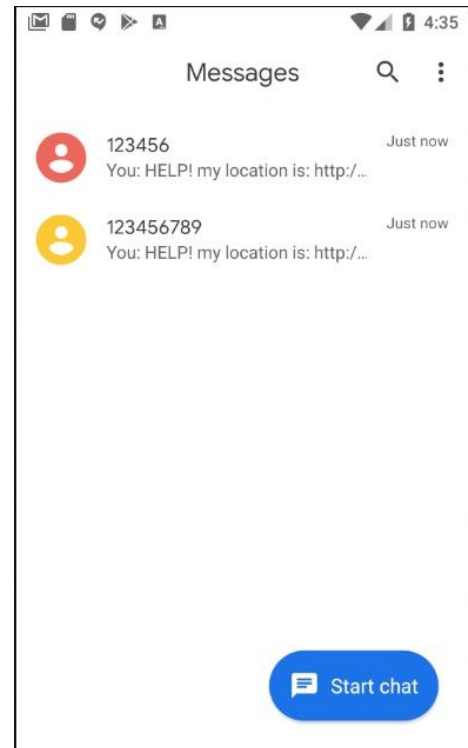 4:35
Messages
123456
Just now
You: HELP! my location is: http:/...
123456789
Just now
You: HELP! my location is: http:/...
Start chat